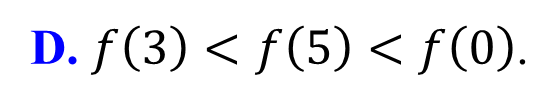 D. f(3) < f(5) < f(0).